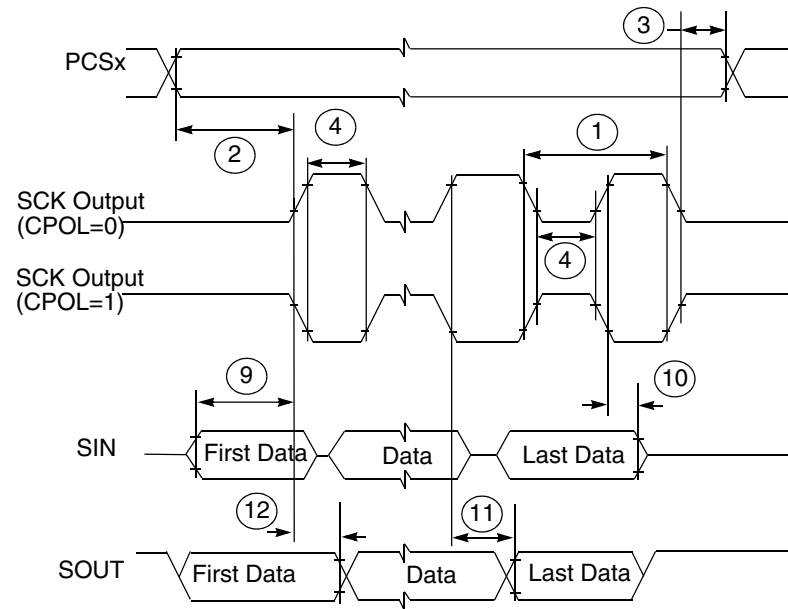 3
PCSx
2
4
1
SCK Output
(CPOL=0)
4
SCK Output
(CPOL=1)
9
10
SIN
First Data
Data
Last Data
12
11
SOUT
First Data
Data
Last Data